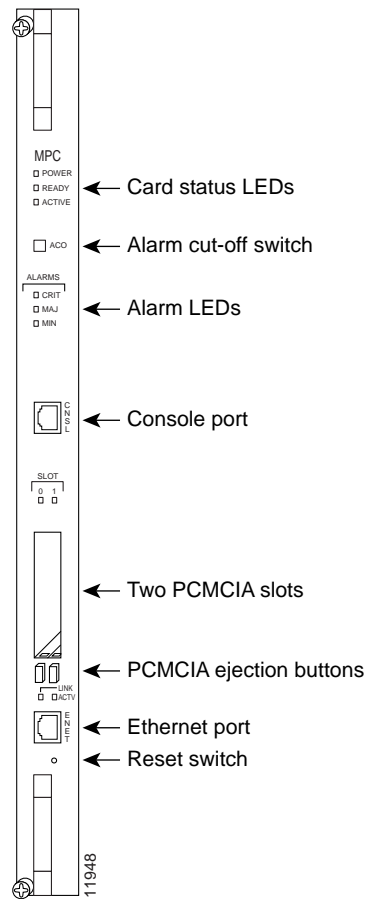 MPC
POWER
READY
ACTIVE
Card status LEDs
ACO
Alarm cut-off switch
ALARMS
CRIT
MAJ
MIN
Alarm LEDs
CNSL
Console port
SLOT
0 1
Two PCMCIA slots
PCMCIA ejection buttons
LINK
ACTV
ENET
Ethernet port
Reset switch
11948